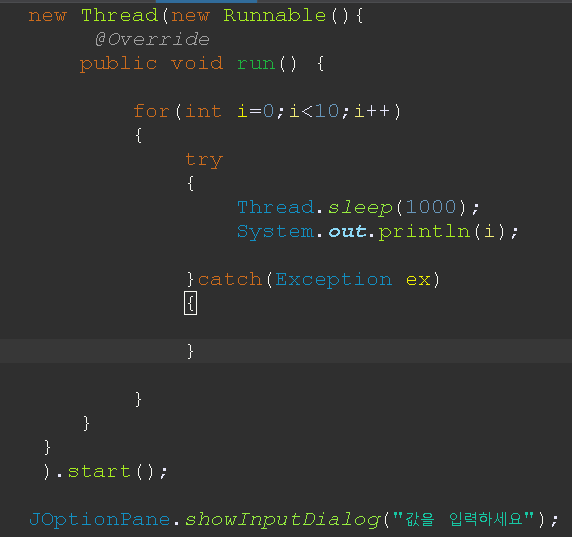 new Thread(new Runnable(){
@Override
public void run() {
for(int i=0;i<10;i++)
{
try
{
Thread.sleep(1000);
System.out.println(i);
}catch(Exception ex)
{
}
}
}
}
).start();
JOptionPane.showInputDialog("값을 입력하세요");